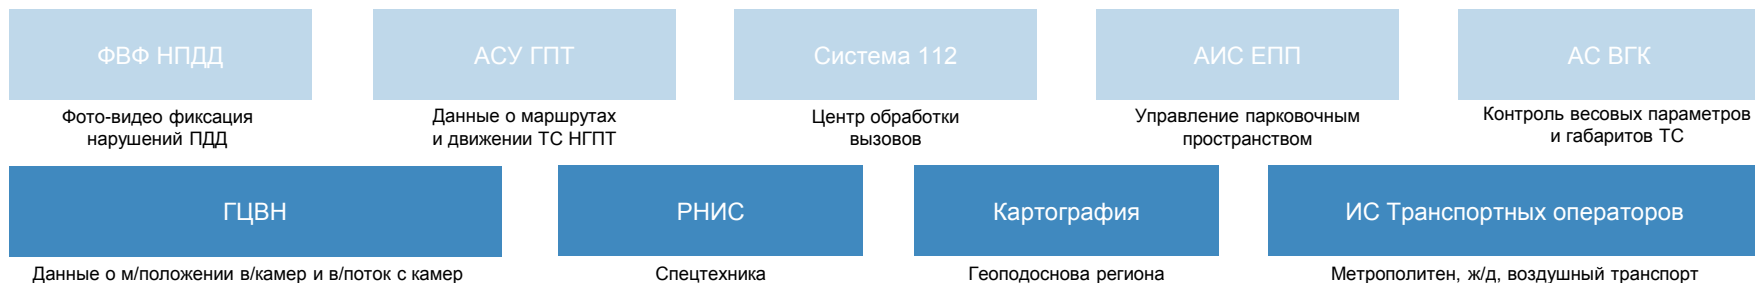 ФВФ НПДД
АСУ ГПТ
Система 112
АИС ЕПП
АС ВГК
Фото-видео фиксация
нарушений ПДД
Данные о маршрутах
и движении ТС НГПТ
Центр обработки
вызовов
Управление парковочным
пространством
Контроль весовых параметров
и габаритов ТС
ГЦВН
РНИС
Картография
ИС Транспортных операторов
Данные о м/положении в/камер и в/поток с камер
Спецтехника
Геоподоснова региона
Метрополитен, ж/д, воздушный транспорт